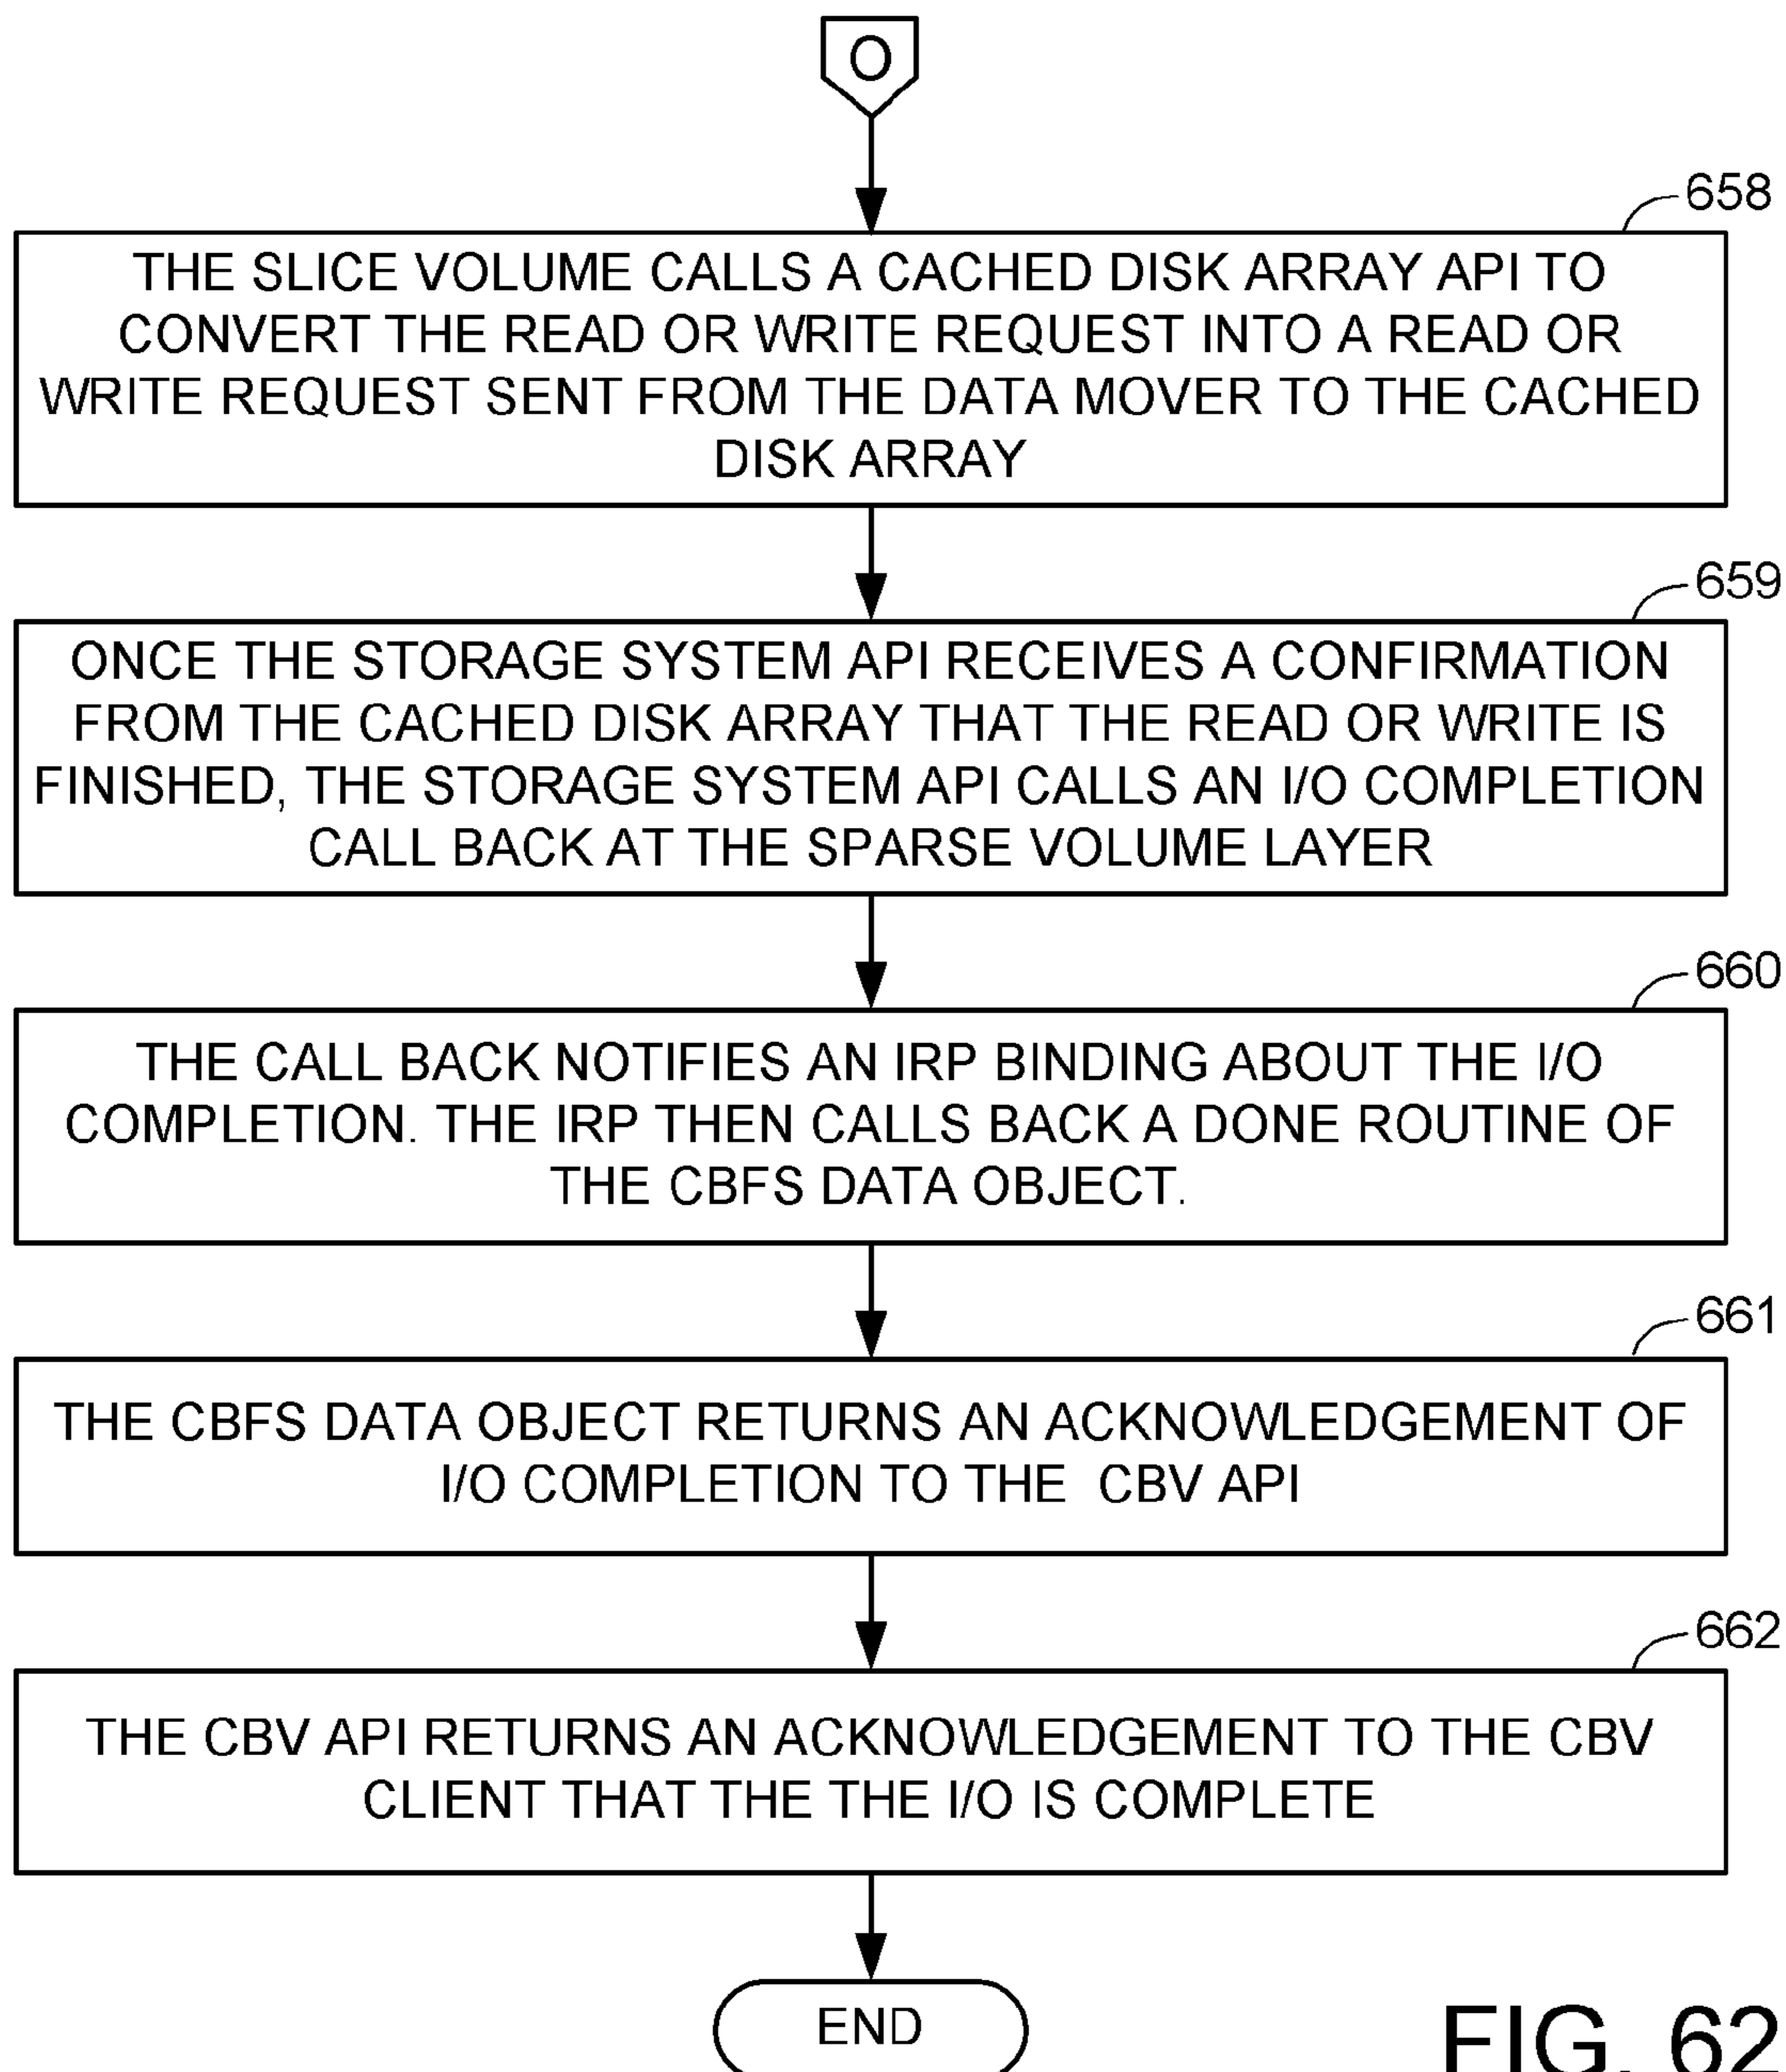 O
658
THE SLICE VOLUME CALLS A CACHED DISK ARRAY API TO
CONVERT THE READ OR WRITE REQUEST INTO A READ OR
WRITE REQUEST SENT FROM THE DATA MOVER TO THE CACHED
DISK ARRAY
659
ONCE THE STORAGE SYSTEM API RECEIVES A CONFIRMATION
FROM THE CACHED DISK ARRAY THAT THE READ OR WRITE IS
FINISHED, THE STORAGE SYSTEM API CALLS AN I/O COMPLETION
CALL BACK AT THE SPARSE VOLUME LAYER
660
THE CALL BACK NOTIFIES AN IRP BINDING ABOUT THE I/O
COMPLETION. THE IRP THEN CALLS BACK A DONE ROUTINE OF
THE CBFS DATA OBJECT.
661
THE CBFS DATA OBJECT RETURNS AN ACKNOWLEDGEMENT OF
I/O COMPLETION TO THE CBV API
662
THE CBV API RETURNS AN ACKNOWLEDGEMENT TO THE CBV
CLIENT THAT THE THE I/O IS COMPLETE
END
FIG. 62